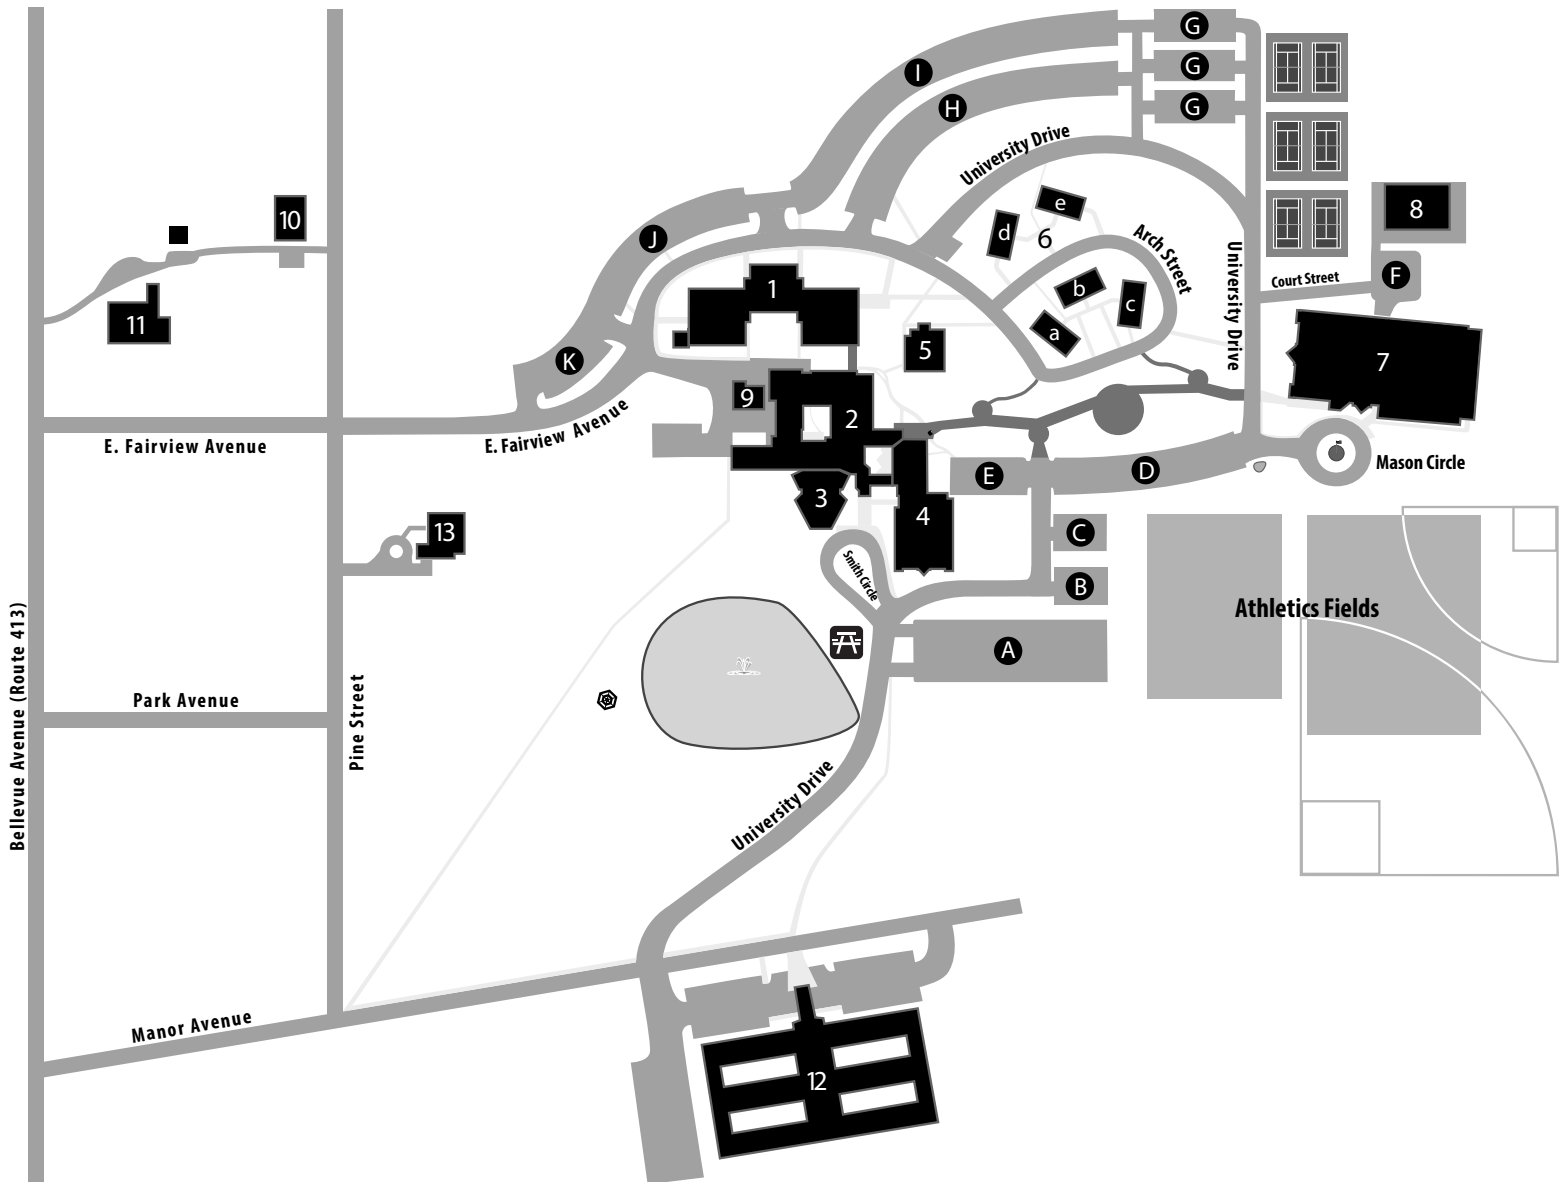 G
I
G
H
G
University Drive
e
8
10
d
6
Arch Street
J
University Drive
Court Street
F
1
b
c
11
a
5
K
7
9
E. Fairview Avenue
2
E. Fairview Avenue
Mason Circle
E
D
3
4
13
C
Smith Circle
B
Athletics Fields
A
Bellevue Avenue (Route 413)
Park Avenue
Pine Street
University Drive
Manor Avenue
12